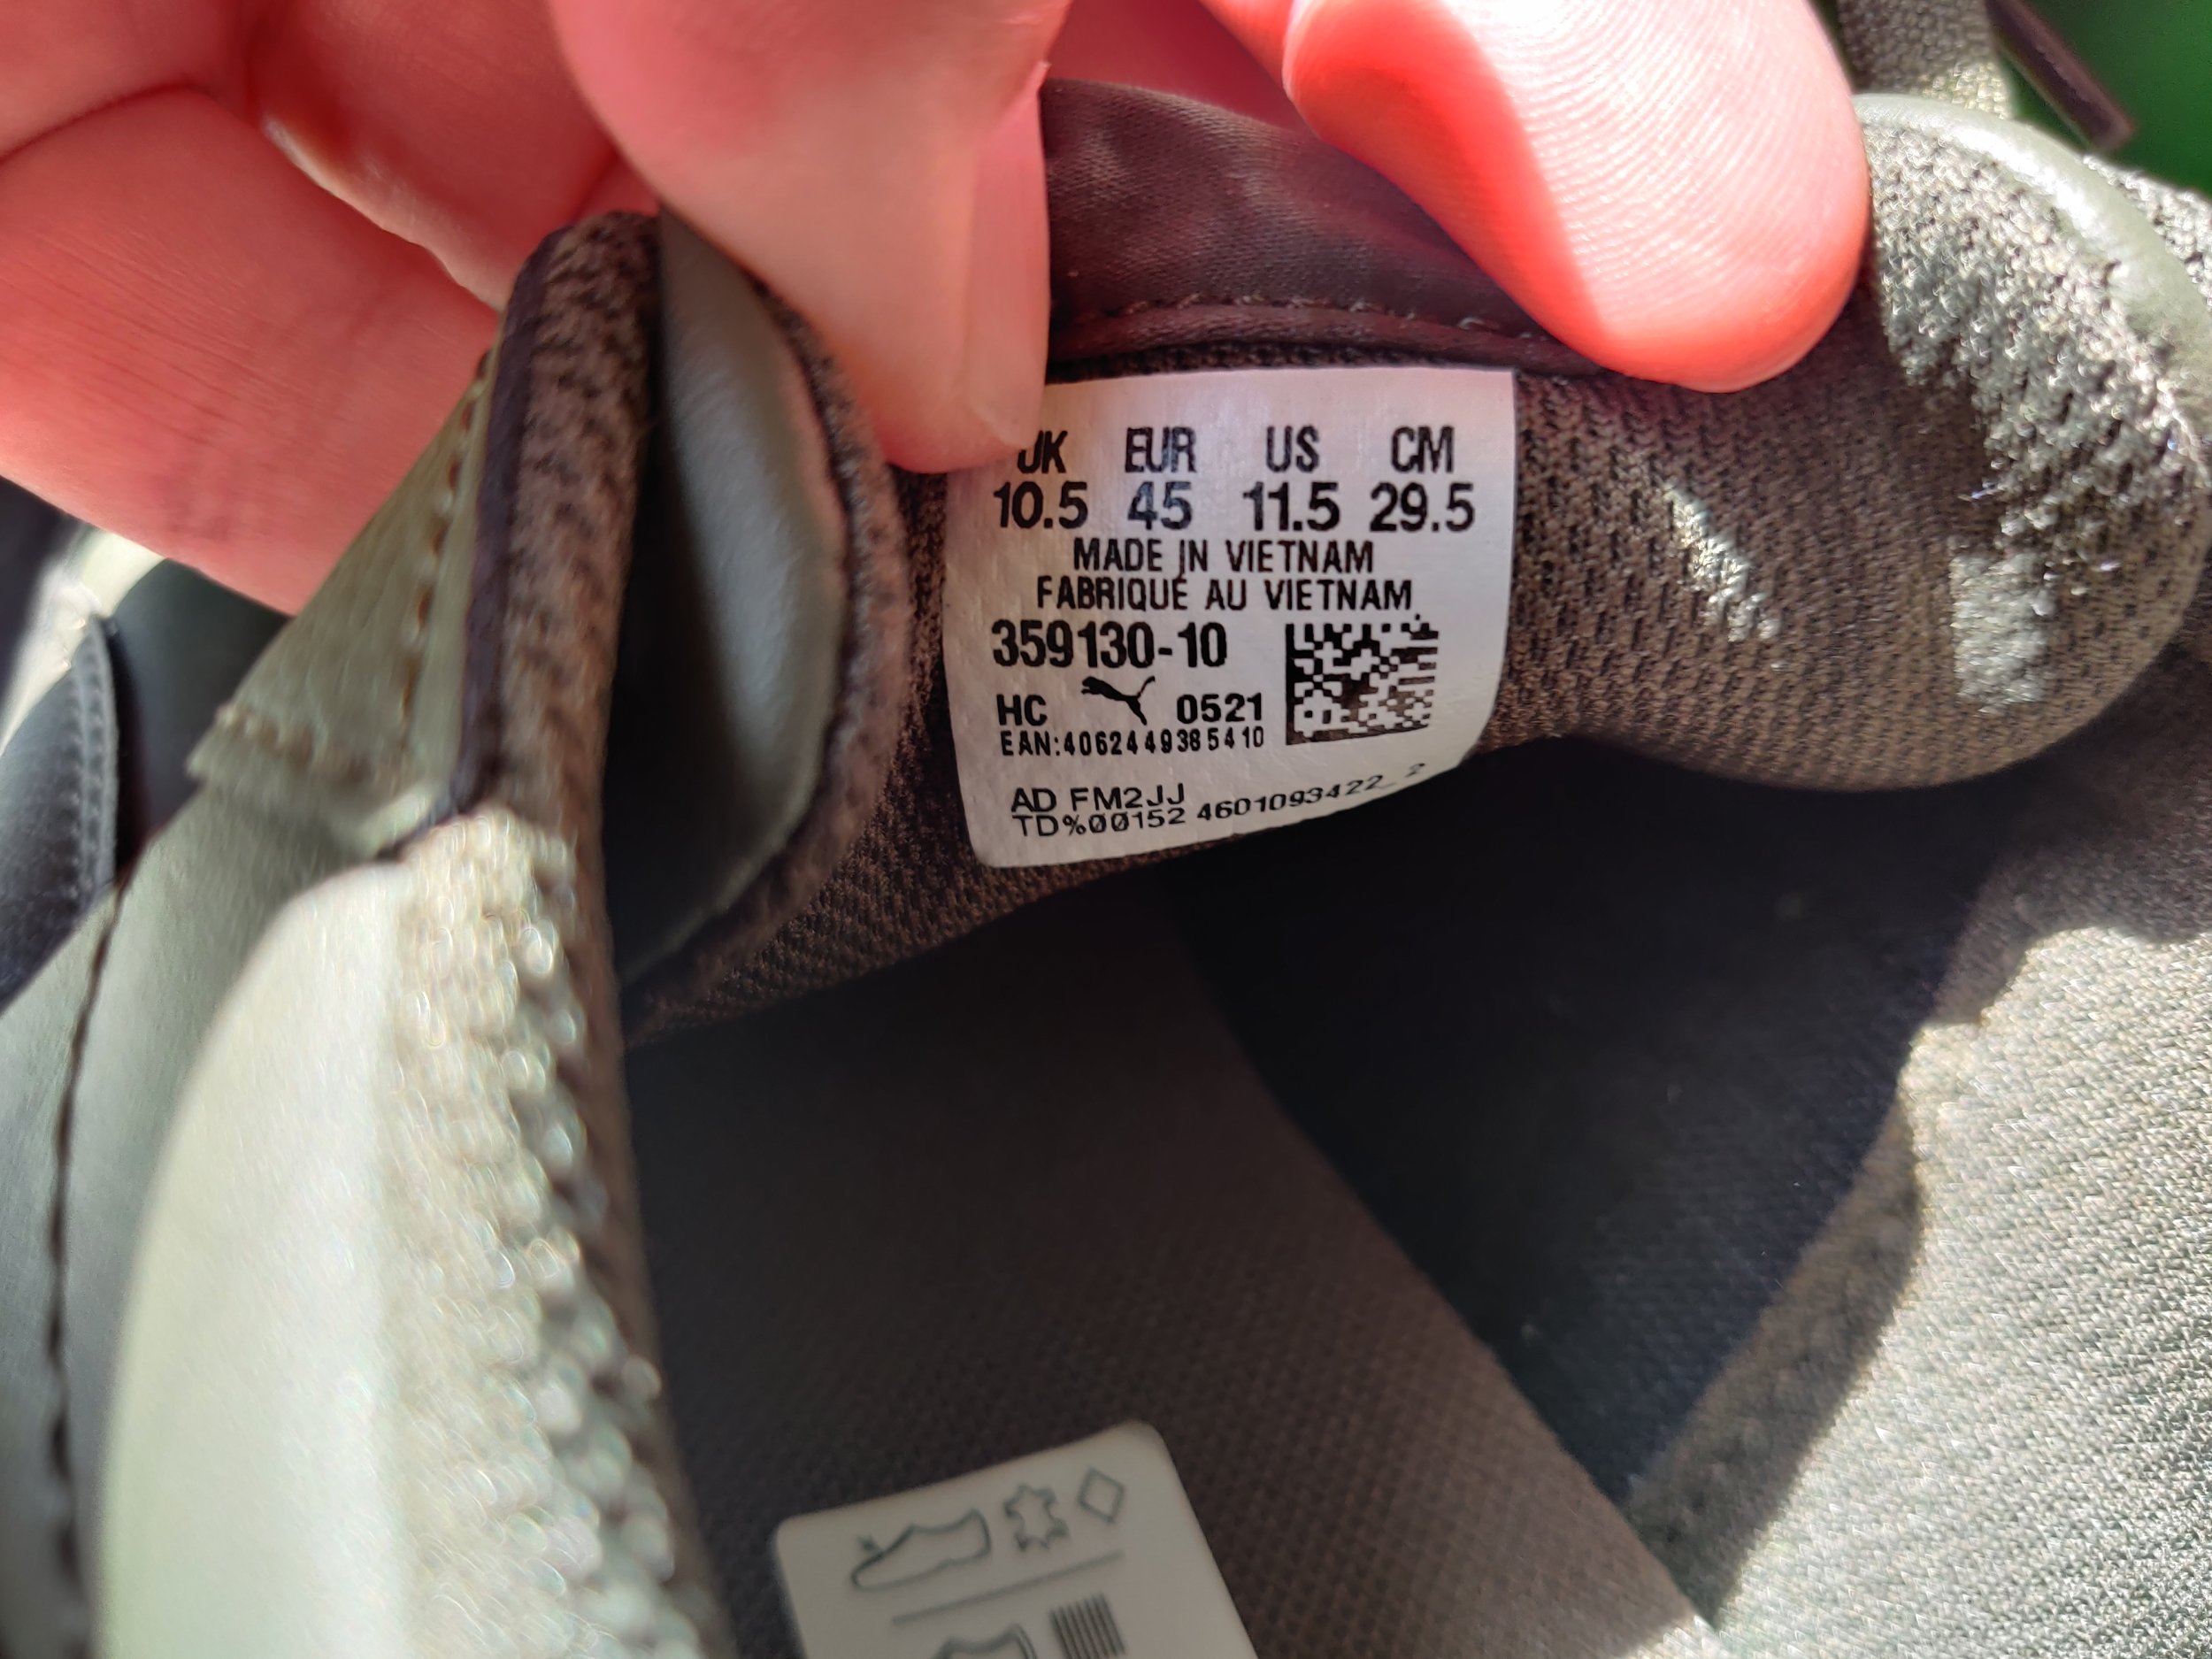 UK EUR US CM
10.5 45 11.5 29.5
MADE IN VIETNAM
FABRIQUÉ AU VIETNAM
359130-10
HC 0521
EAN:4062449385410
AD FM2JJ
TD%00152 4601093422_2